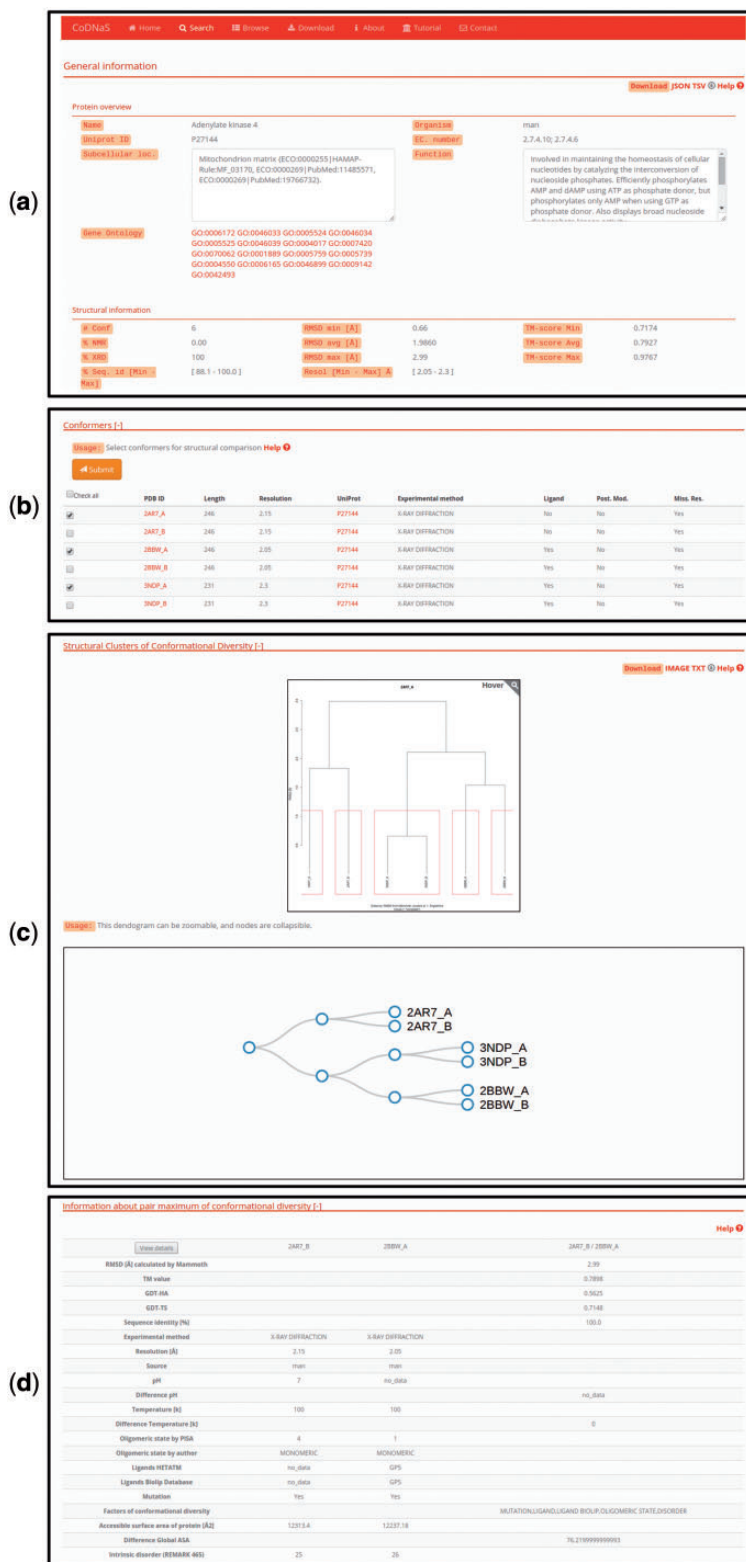 CoDNaS Home Search Browse Download About Tutorial Contact
General information
Download JSON TSV Help
Protein overview
Name Adenylate kinase 4 Organism man
Uniprot ID P27144 EC. number 2.7.4.10; 2.7.4.6
Subcellular loc. Function
Mitochondrion matrix {ECO:0000255|HAMAP-
Rule:MF_03170, ECO:0000269|PubMed:11485571,
ECO:0000269|PubMed:19766732}.
Involved in maintaining the homeostasis of cellular
nucleotides by catalyzing the interconversion of
nucleoside phosphates. Efficiently phosphorylates
AMP and dAMP using ATP as phosphate donor, but
phosphorylates only AMP when using GTP as
phosphate donor. Also displays broad nucleoside
(a)
Gene Ontology GO:0006172 GO:0046033 GO:0005524 GO:0046034
GO:0005525 GO:0046039 GO:0004017 GO:0007420
GO:0070062 GO:0001889 GO:0005759 GO:0005739
GO:0004550 GO:0006165 GO:0046899 GO:0009142
GO:0042493
Structural information
# Conf 6 RMSD min [Å] 0.66 TM-score Min 0.7174
% NMR 0.00 RMSD avg [Å] 1.9860 TM-score Avg 0.7927
% XRD 100 RMSD max [Å] 2.99 TM-score Max 0.9767
% Seq. id [Min - Max] [ 88.1 - 100.0 ] Resol [Min - Max] Å [ 2.05 - 2.3 ]
(b)
Conformers [-]
Usage: Select conformers for structural comparison Help
Submit
Check all PDB ID Length Resolution UniProt Experimental method Ligand Post. Mod. Miss. Res.
2AR7_A 246 2.15 P27144 X-RAY DIFFRACTION No No Yes
2AR7_B 246 2.15 P27144 X-RAY DIFFRACTION No No Yes
2BBW_A 246 2.05 P27144 X-RAY DIFFRACTION Yes No Yes
2BBW_B 246 2.05 P27144 X-RAY DIFFRACTION Yes No Yes
3NDP_A 231 2.3 P27144 X-RAY DIFFRACTION Yes No Yes
3NDP_B 231 2.3 P27144 X-RAY DIFFRACTION Yes No Yes
(c)
Structural Clusters of Conformational Diversity [-]
Download IMAGE TXT Help
Hover
Usage: This dendogram can be zoomable, and nodes are collapsible.
2AR7_A
2AR7_B
3NDP_A
3NDP_B
2BBW_A
2BBW_B
(d)
Information about pair maximum of conformational diversity [-]
Help
View details 2AR7_B 2BBW_A 2AR7_B / 2BBW_A
RMSD [Å] calculated by Mammoth 2.99
TM value 0.7898
GDT-HA 0.5625
GDT-TS 0.7148
Sequence identity [%] 100.0
Experimental method X-RAY DIFFRACTION X-RAY DIFFRACTION
Resolution [Å] 2.15 2.05
Source man man
pH 7 no_data
Difference pH no_data
Temperature [k] 100 100
Difference Temperature [k] 0
Oligomeric state by PISA 4 1
Oligomeric state by author MONOMERIC MONOMERIC
Ligands HETATM no_data GP5
Ligands Biolip Database no_data GP5
Mutation Yes Yes
Factors of conformational diversity MUTATION,LIGAND,LIGAND BIOLIP,OLIGOMERIC STATE,DISORDER
Accessible surface area of protein [Å2] 12313.4 12237.18
Difference Global ASA 76.2199999999993
Intrinsic disorder (REMARK 465) 25 26